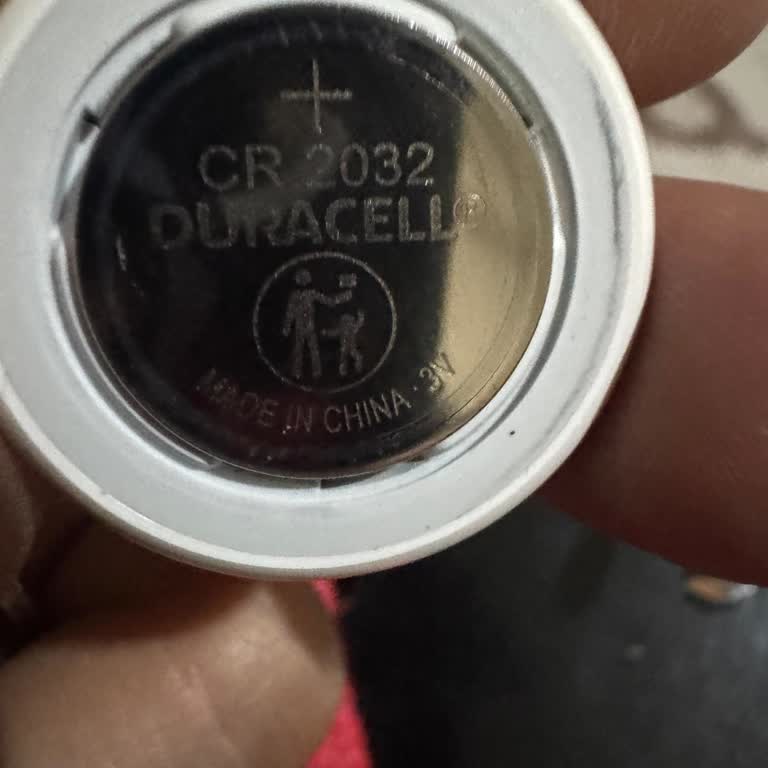 +
CR 2032
DURACELL®
MADE IN CHINA · 3V